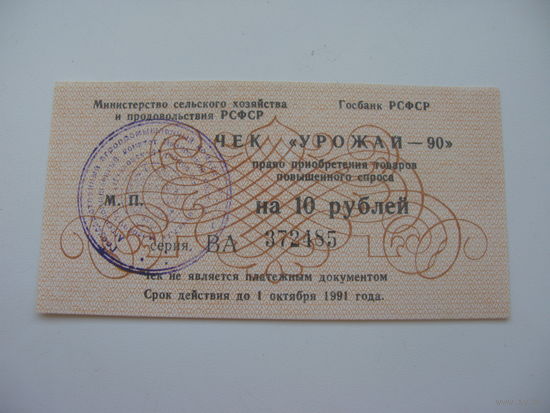 Министерство сельского хозяйства
и продовольствия РСФСР
Госбанк РСФСР
ЧЕК «УРОЖАЙ—90»
право приобретения товаров
повышенного спроса
М. П.
на 10 рублей
серия. ВА 372485
Чек не является платежным документом
Срок действия до 1 октября 1991 года.